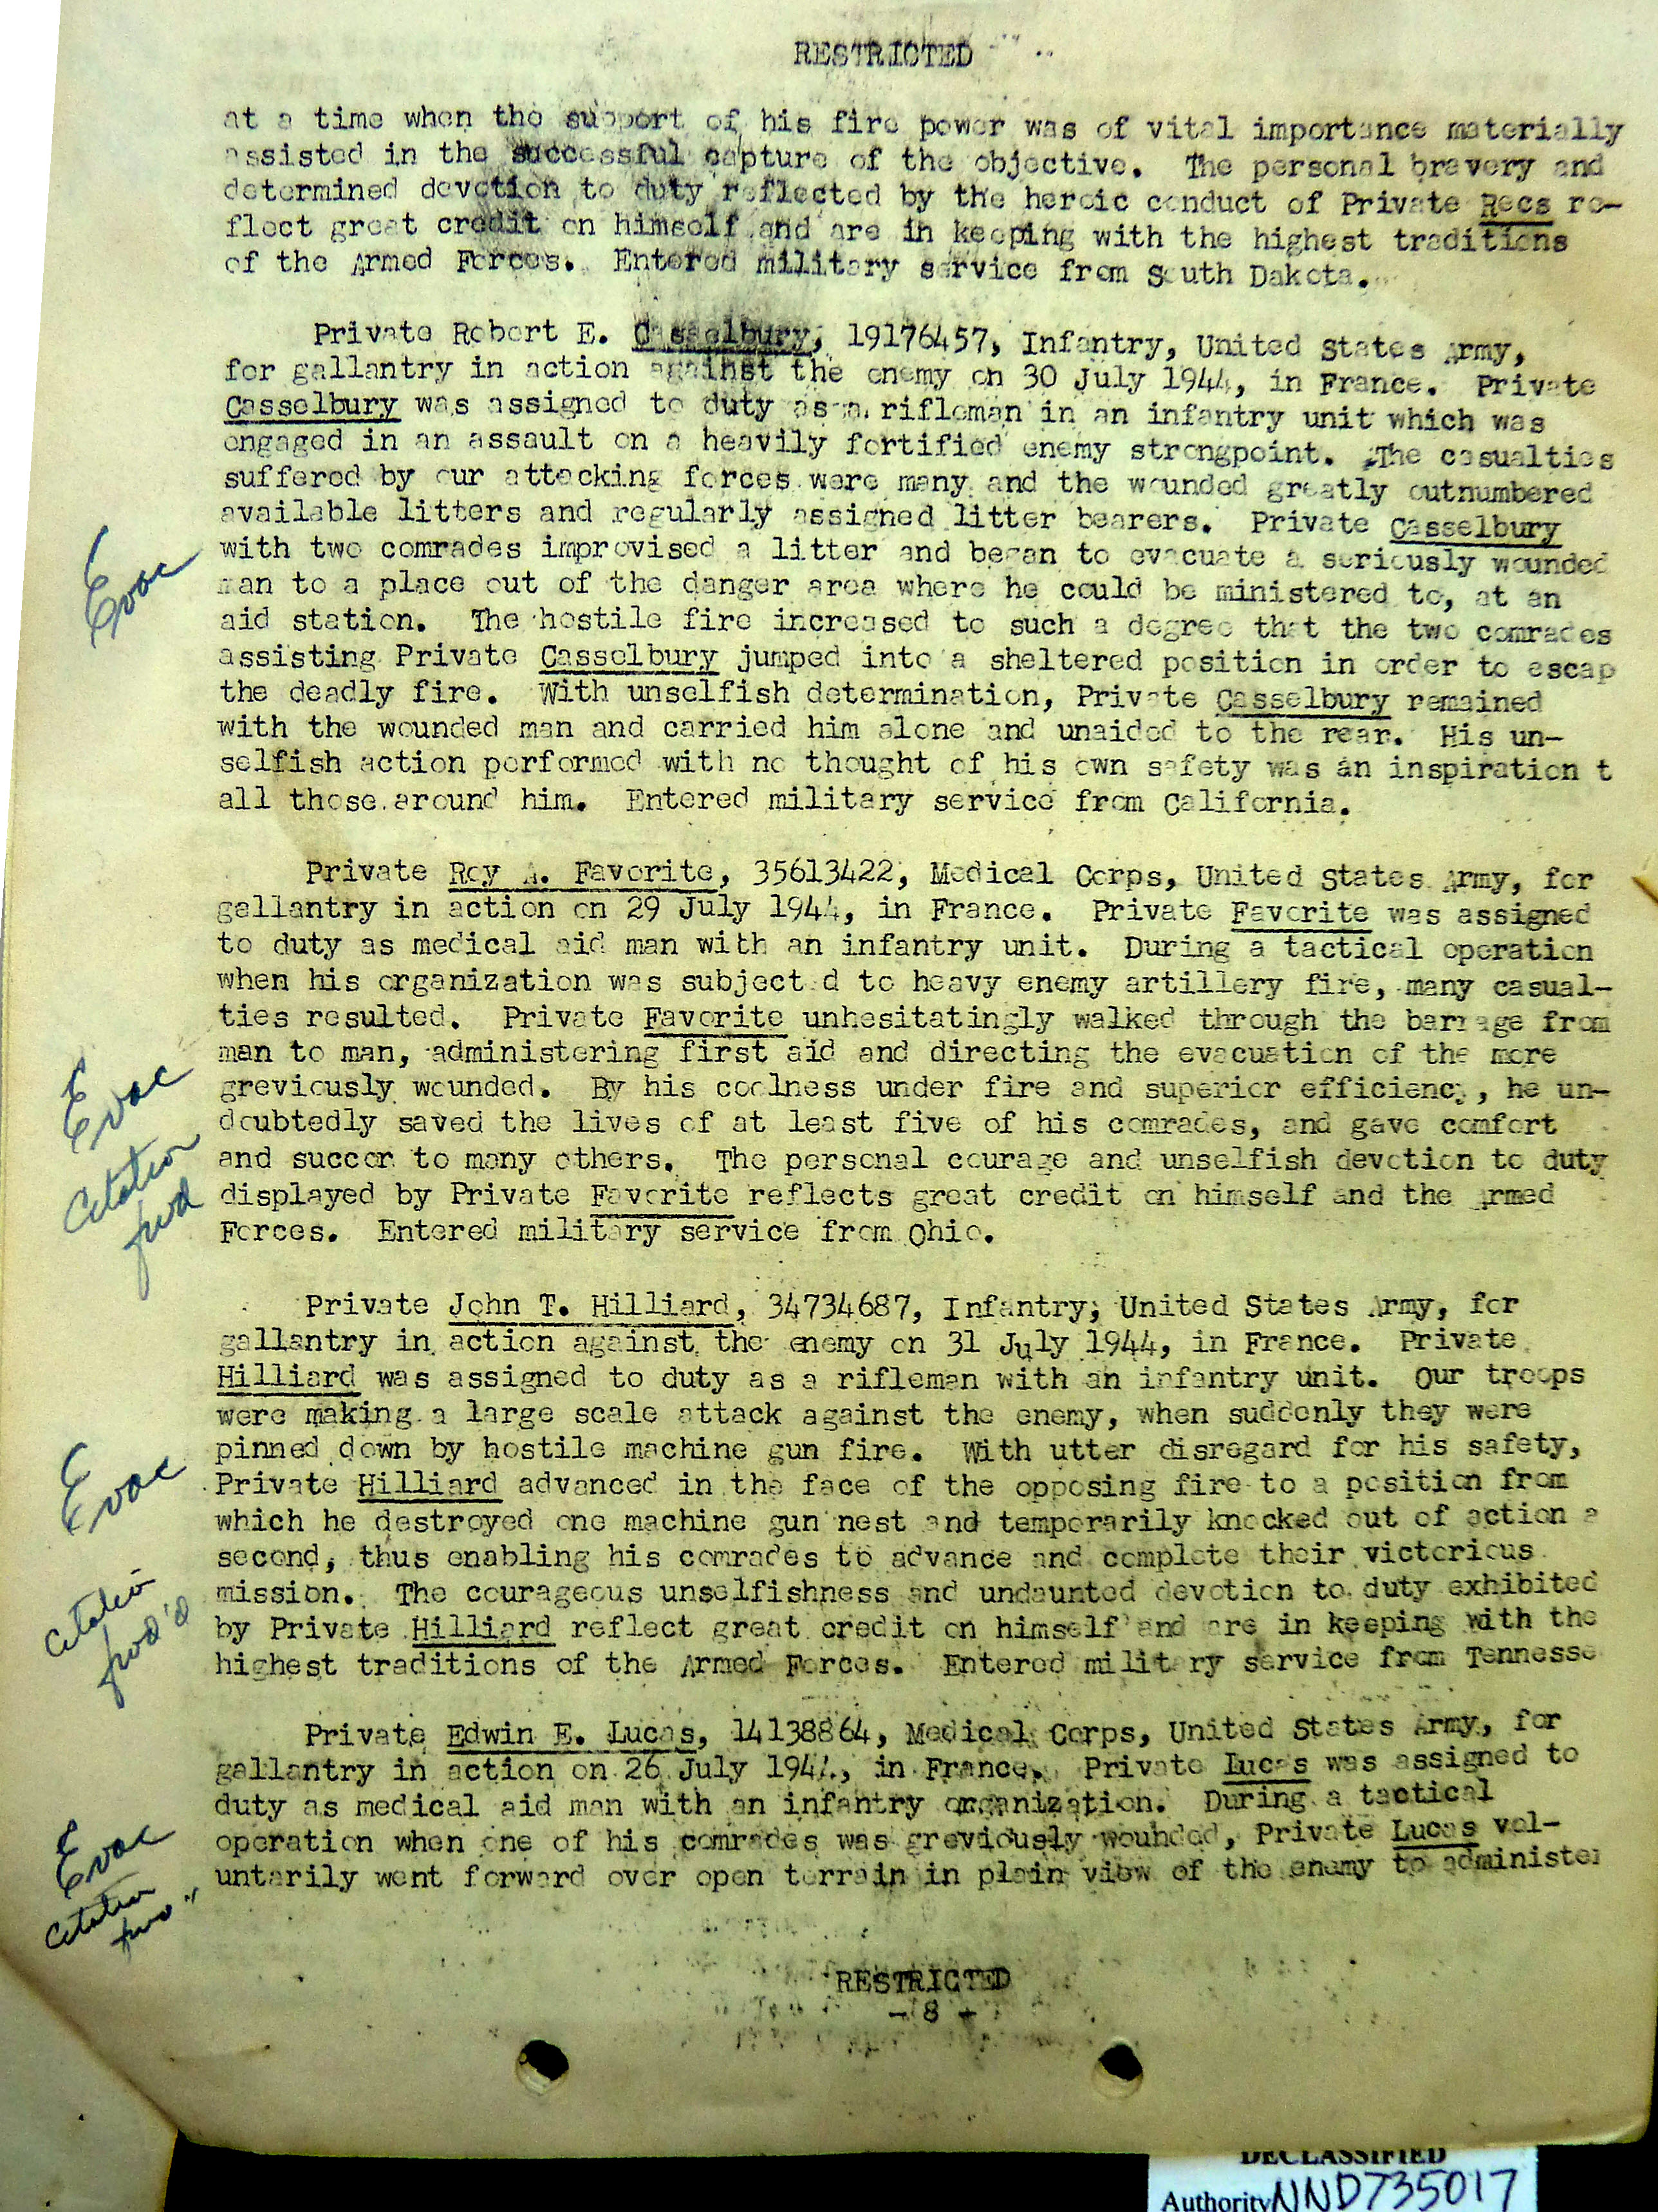 RESTRICTED
at a time when the support of his fire power was of vital importance materially
assisted in the successful capture of the objective. The personal bravery and
determined devotion to duty reflected by the heroic conduct of Private Rees re-
flect great credit on himself and are in keeping with the highest traditions
of the Armed Forces. Entered military service from South Dakota.
Private Robert E. Casselbury, 19176457, Infantry, United States Army,
for gallantry in action against the enemy on 30 July 1944, in France. Private
Casselbury was assigned to duty as a rifleman in an infantry unit which was
engaged in an assault on a heavily fortified enemy strongpoint. The casualties
suffered by our attacking forces were many and the wounded greatly outnumbered
available litters and regularly assigned litter bearers. Private Casselbury
with two comrades improvised a litter and began to evacuate a seriously wounded
Evac
man to a place out of the danger area where he could be ministered to, at an
aid station. The hostile fire increased to such a degree that the two comrades
assisting Private Casselbury jumped into a sheltered position in order to escap
the deadly fire. With unselfish determination, Private Casselbury remained
with the wounded man and carried him alone and unaided to the rear. His un-
selfish action performed with no thought of his own safety was an inspiration t
all those around him. Entered military service from California.
Private Roy A. Favorite, 35613422, Medical Corps, United States Army, for
gallantry in action on 29 July 1944, in France. Private Favorite was assigned
to duty as medical aid man with an infantry unit. During a tactical operation
when his organization was subjected to heavy enemy artillery fire, many casual-
ties resulted. Private Favorite unhesitatingly walked through the barrage from
man to man, administering first aid and directing the evacuation of the more
Evac
greviously wounded. By his coolness under fire and superior efficiency, he un-
doubtedly saved the lives of at least five of his comrades, and gave comfort
Citation
and succor to many others. The personal courage and unselfish devotion to duty
fwd
displayed by Private Favorite reflects great credit on himself and the Armed
Forces. Entered military service from Ohio.
Private John T. Hilliard, 34734687, Infantry, United States Army, for
gallantry in action against the enemy on 31 July 1944, in France. Private
Hilliard was assigned to duty as a rifleman with an infantry unit. Our troops
were making a large scale attack against the enemy, when suddenly they were
pinned down by hostile machine gun fire. With utter disregard for his safety,
Evac
Private Hilliard advanced in the face of the opposing fire to a position from
which he destroyed one machine gun nest and temporarily knocked out of action a
second, thus enabling his comrades to advance and complete their victorious
mission. The courageous unselfishness and undaunted devotion to duty exhibited
Citation
fwd'd
by Private Hilliard reflect great credit on himself and are in keeping with the
highest traditions of the Armed Forces. Entered military service from Tennesse
Private Edwin E. Lucas, 14138864, Medical Corps, United States Army, for
gallantry in action on 26 July 1944, in France. Private Lucas was assigned to
duty as medical aid man with an infantry organization. During a tactical
operation when one of his comrades was greviously wounded, Private Lucas vol-
Evac
untarily went forward over open terrain in plain view of the enemy to administer
Citation
fwd"
RESTRICTED
- 8 -
DECLASSIFIED
Authority NND735017